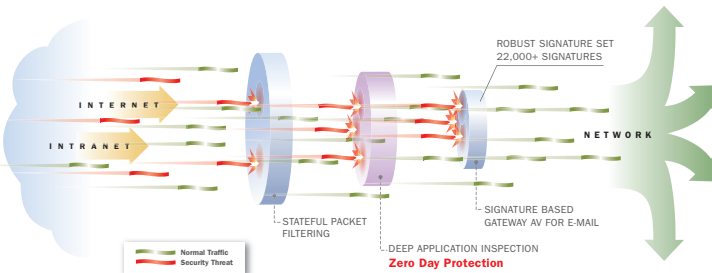 ROBUST SIGNATURE SET
22,000+ SIGNATURES
INTERNET
INTRANET
NETWORK
STATEFUL PACKET
FILTERING
SIGNATURE BASED
GATEWAY AV FOR E-MAIL
DEEP APPLICATION INSPECTION
Zero Day Protection
Normal Traffic
Security Threat